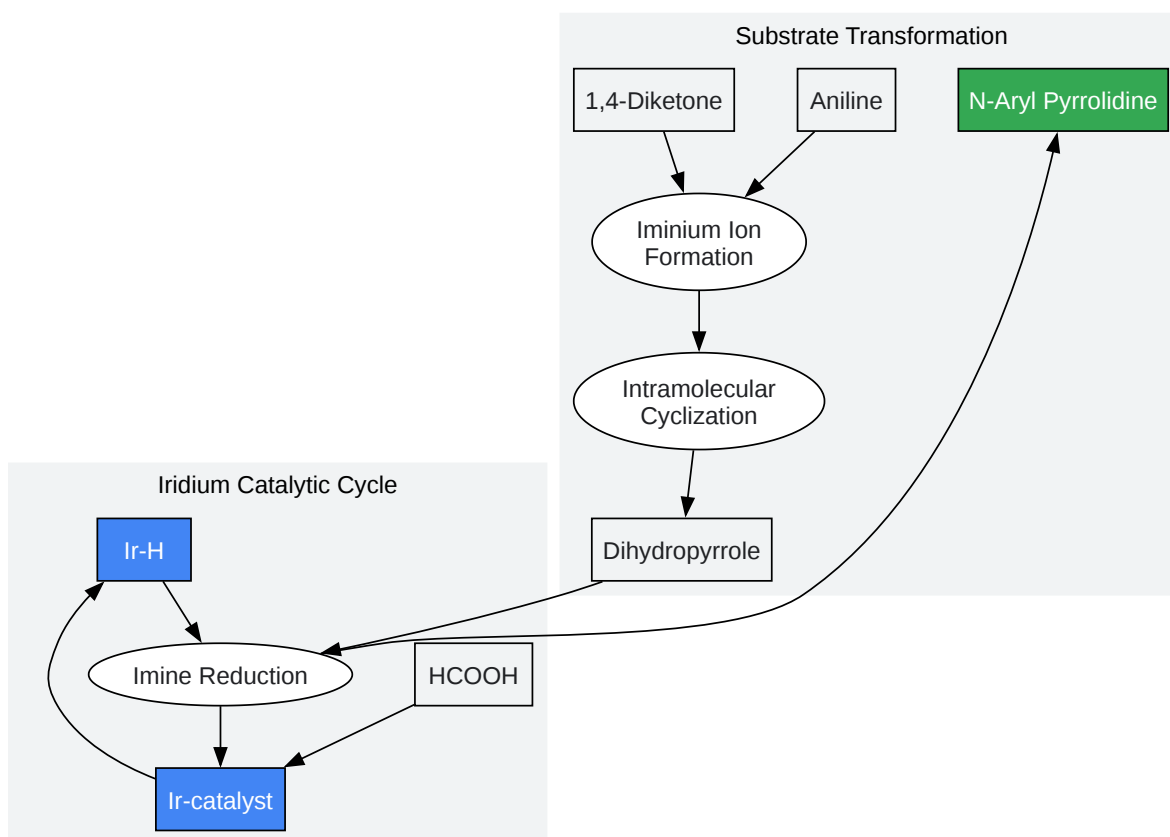 Substrate Transformation
1,4-Diketone
Aniline
N-Aryl Pyrrolidine
Iminium Ion
Formation
Intramolecular
Cyclization
Dihydropyrrole
Iridium Catalytic Cycle
Ir-H
Imine Reduction
HCOOH
Ir-catalyst